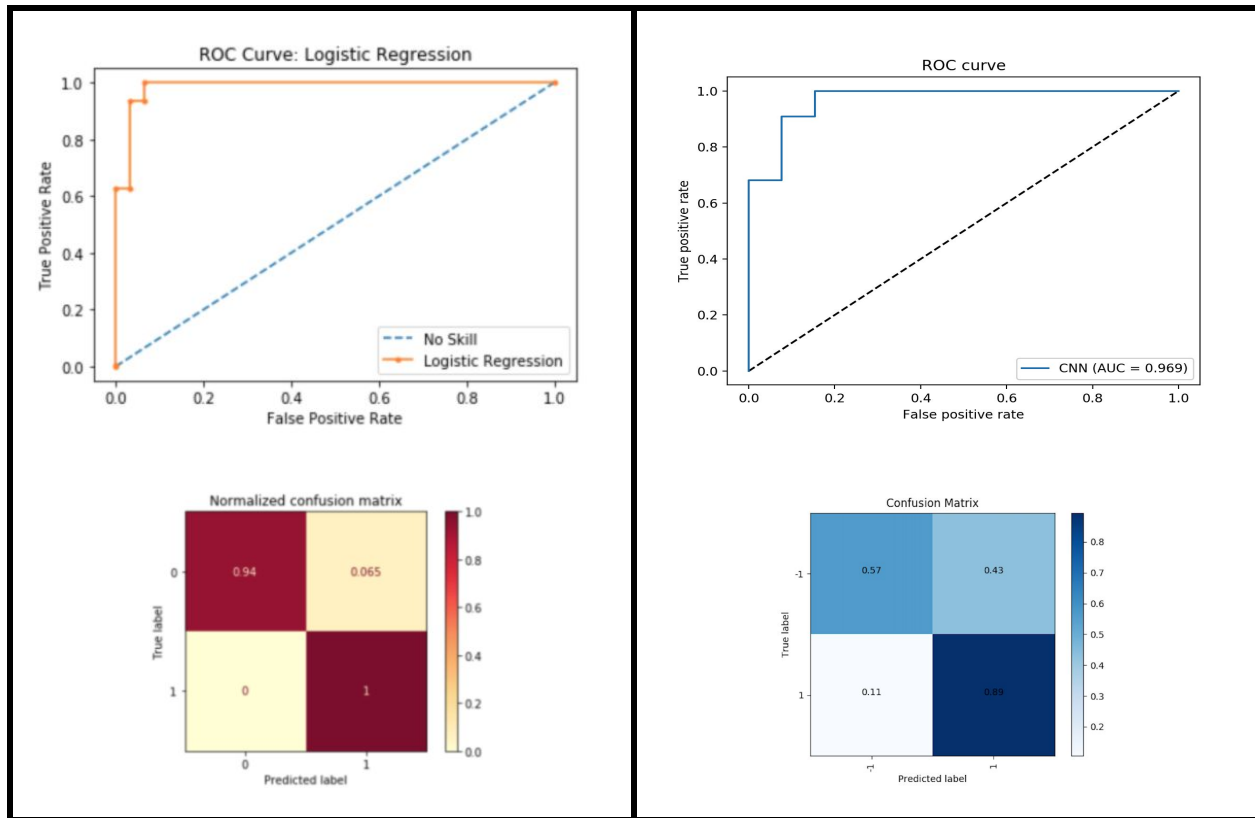 ROC Curve: Logistic Regression
1.0
0.8
0.6
0.4
0.2
0.0
True Positive Rate
No Skill
Logistic Regression
0.0 0.2 0.4 0.6 0.8 1.0
False Positive Rate
Normalized confusion matrix
0
1
True label
0.94 0.065
0 1
0 1
Predicted label
1.0
0.8
0.6
0.4
0.2
0.0
ROC curve
1.0
0.8
0.6
0.4
0.2
0.0
True positive rate
CNN (AUC = 0.969)
0.0 0.2 0.4 0.6 0.8 1.0
False positive rate
Confusion Matrix
-1
1
True label
0.57 0.43
0.11 0.89
-1 1
Predicted label
0.8
0.7
0.6
0.5
0.4
0.3
0.2